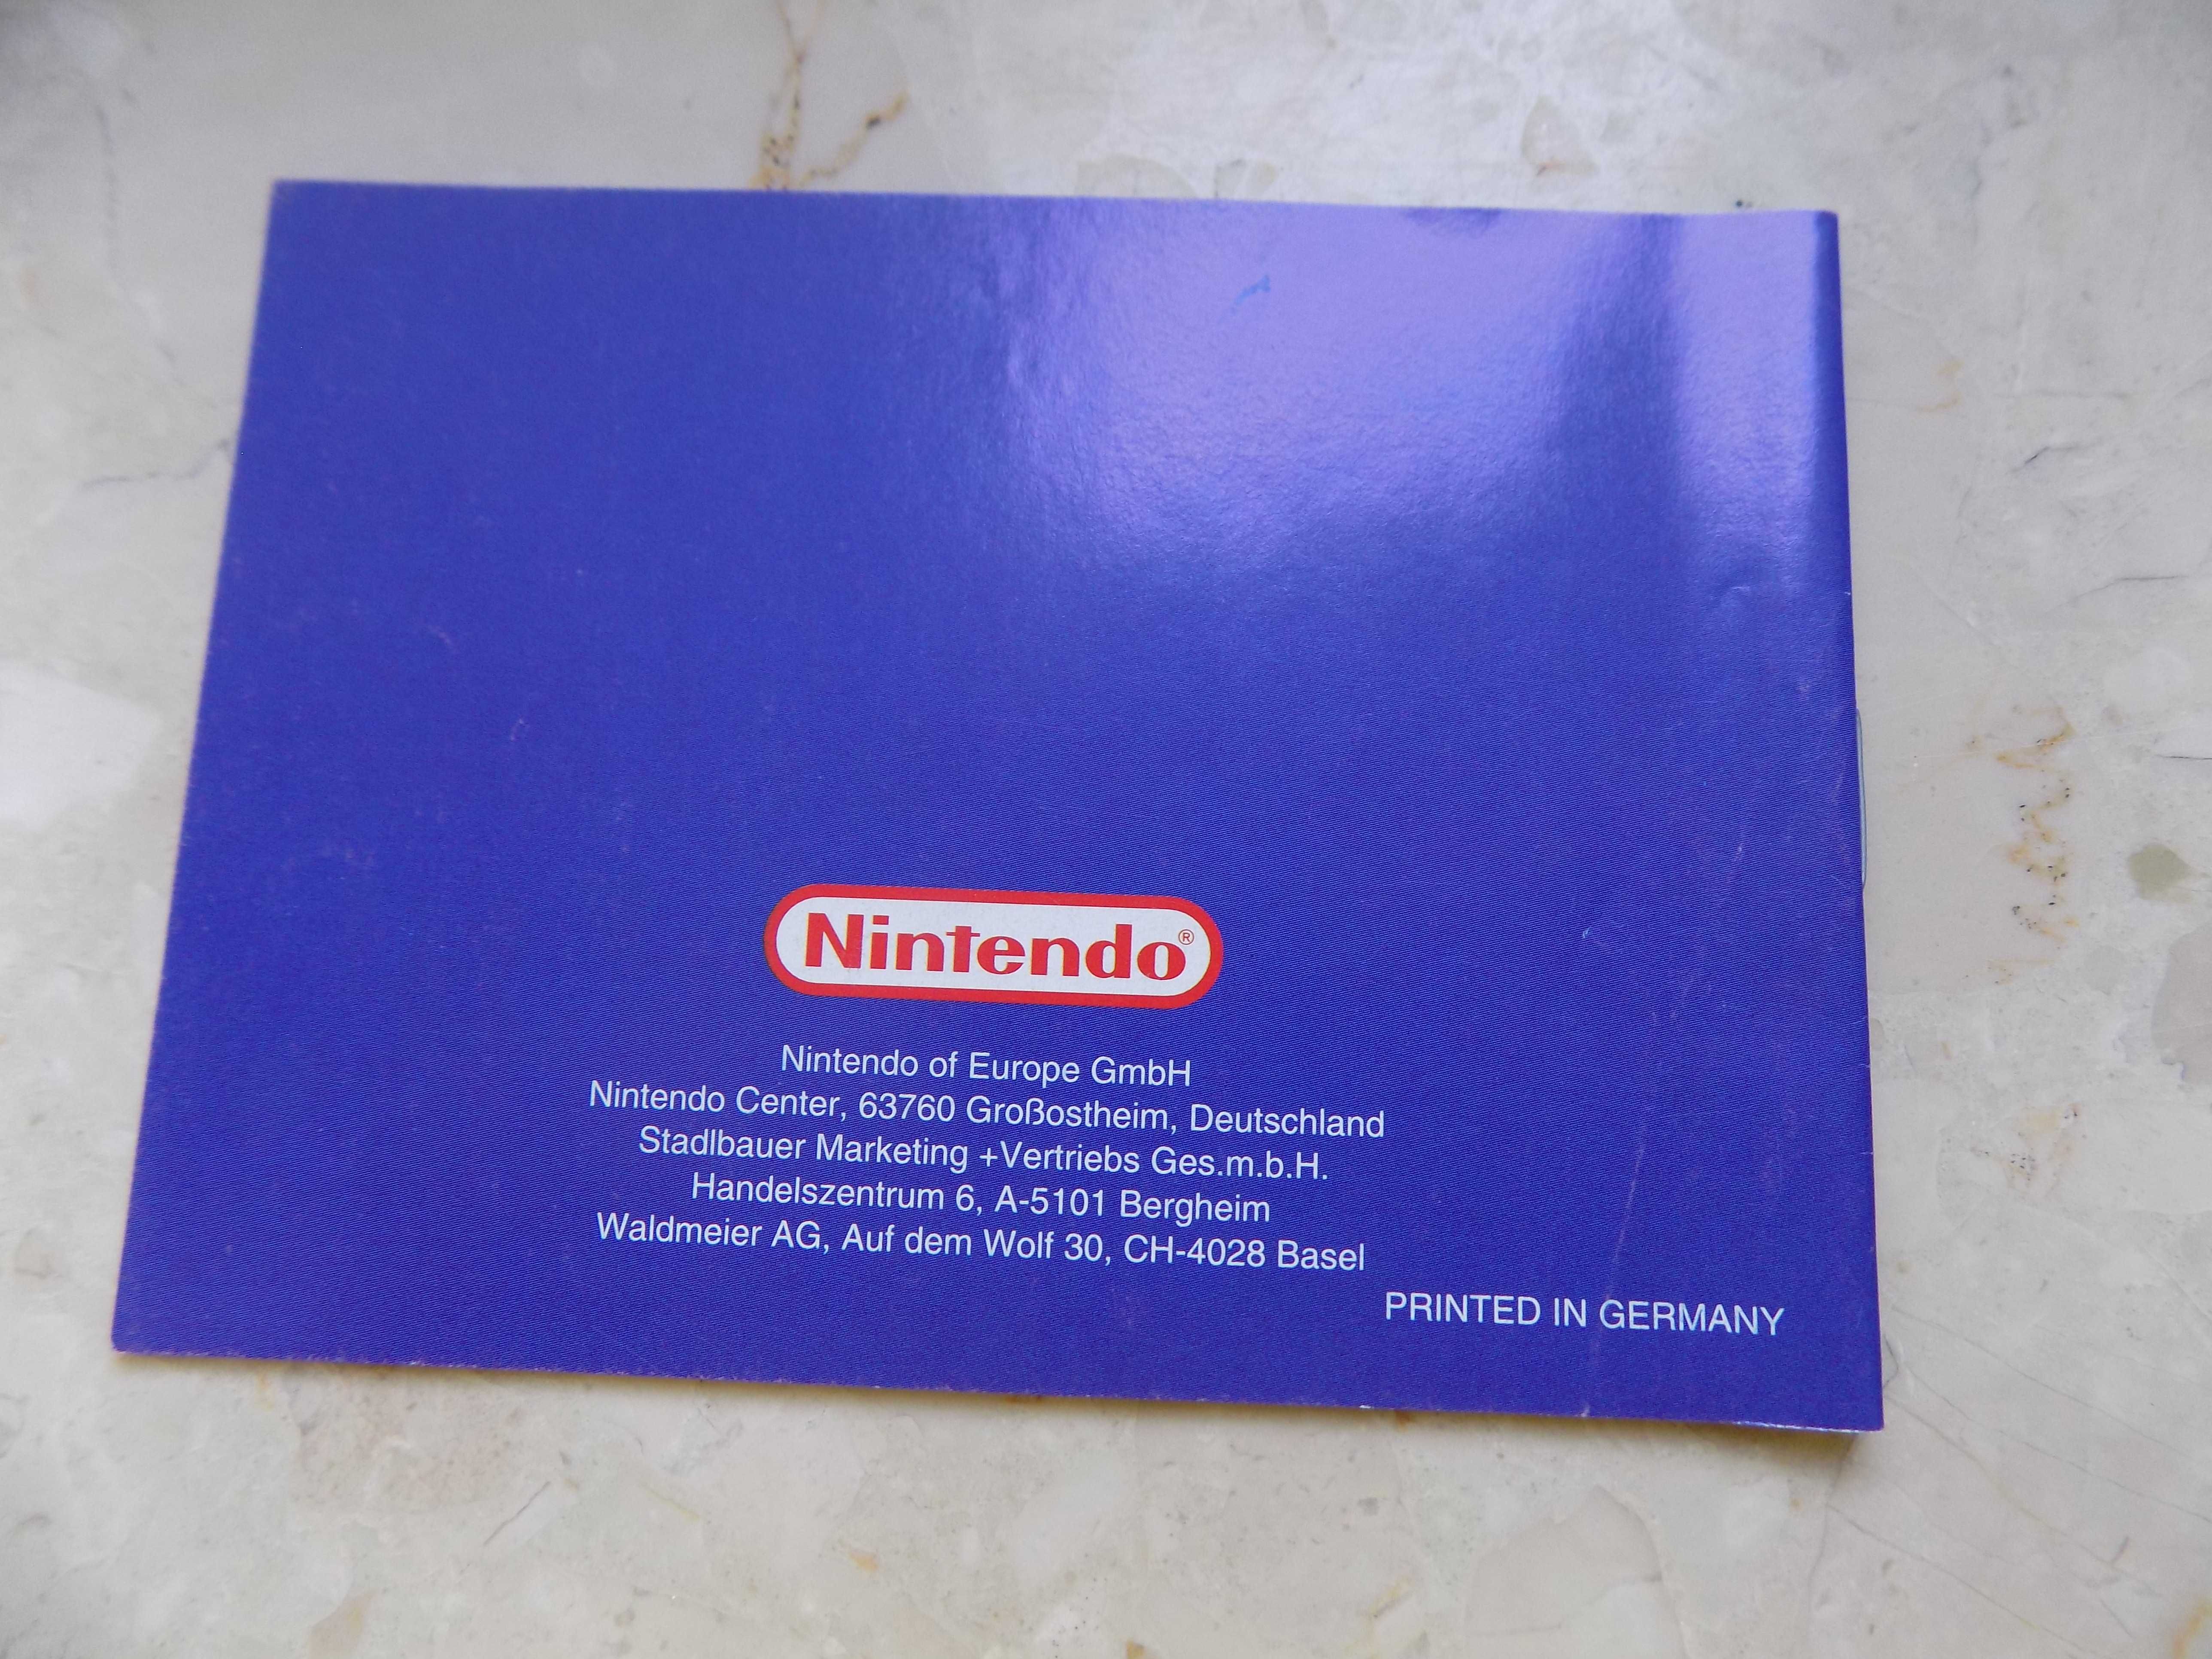 Nintendo®
Nintendo of Europe GmbH
Nintendo Center, 63760 Großostheim, Deutschland
Stadlbauer Marketing +Vertriebs Ges.m.b.H.
Handelszentrum 6, A-5101 Bergheim
Waldmeier AG, Auf dem Wolf 30, CH-4028 Basel
PRINTED IN GERMANY